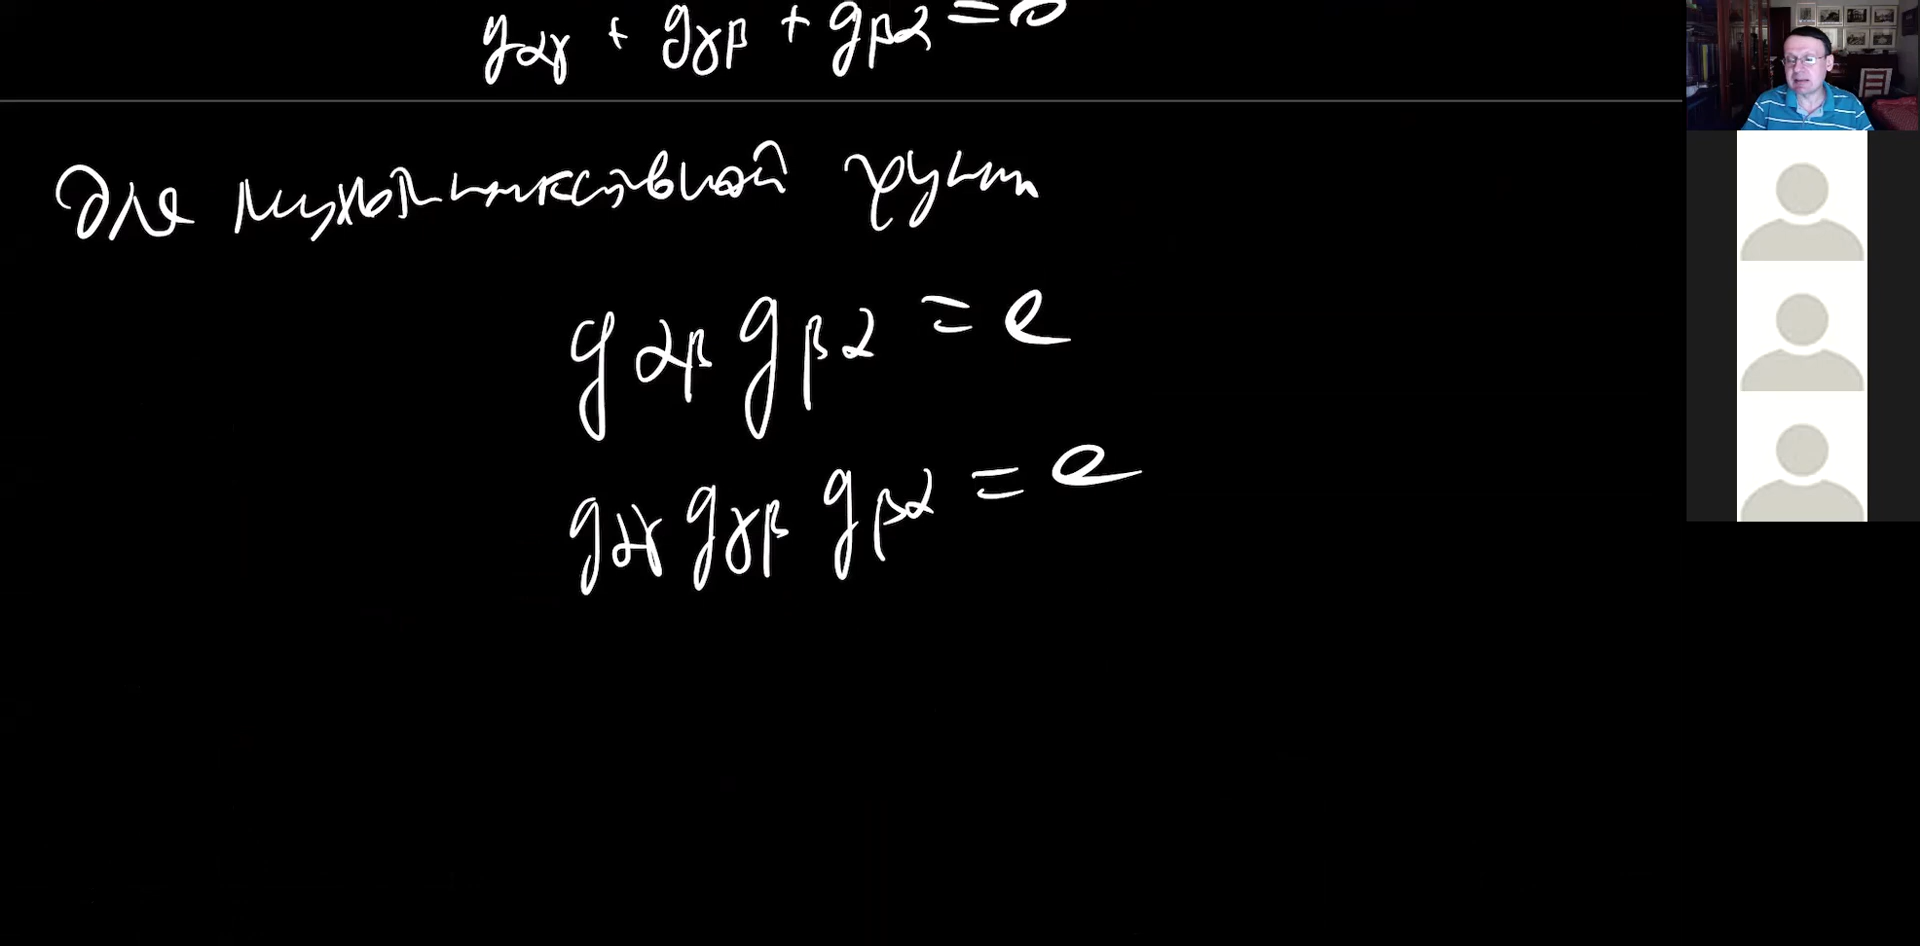 g_{αγ} + g_{γβ} + g_{βα} = 0
для мультипликативной групп
g_{αβ} g_{βα} = e
g_{αγ} g_{γβ} g_{βα} = e